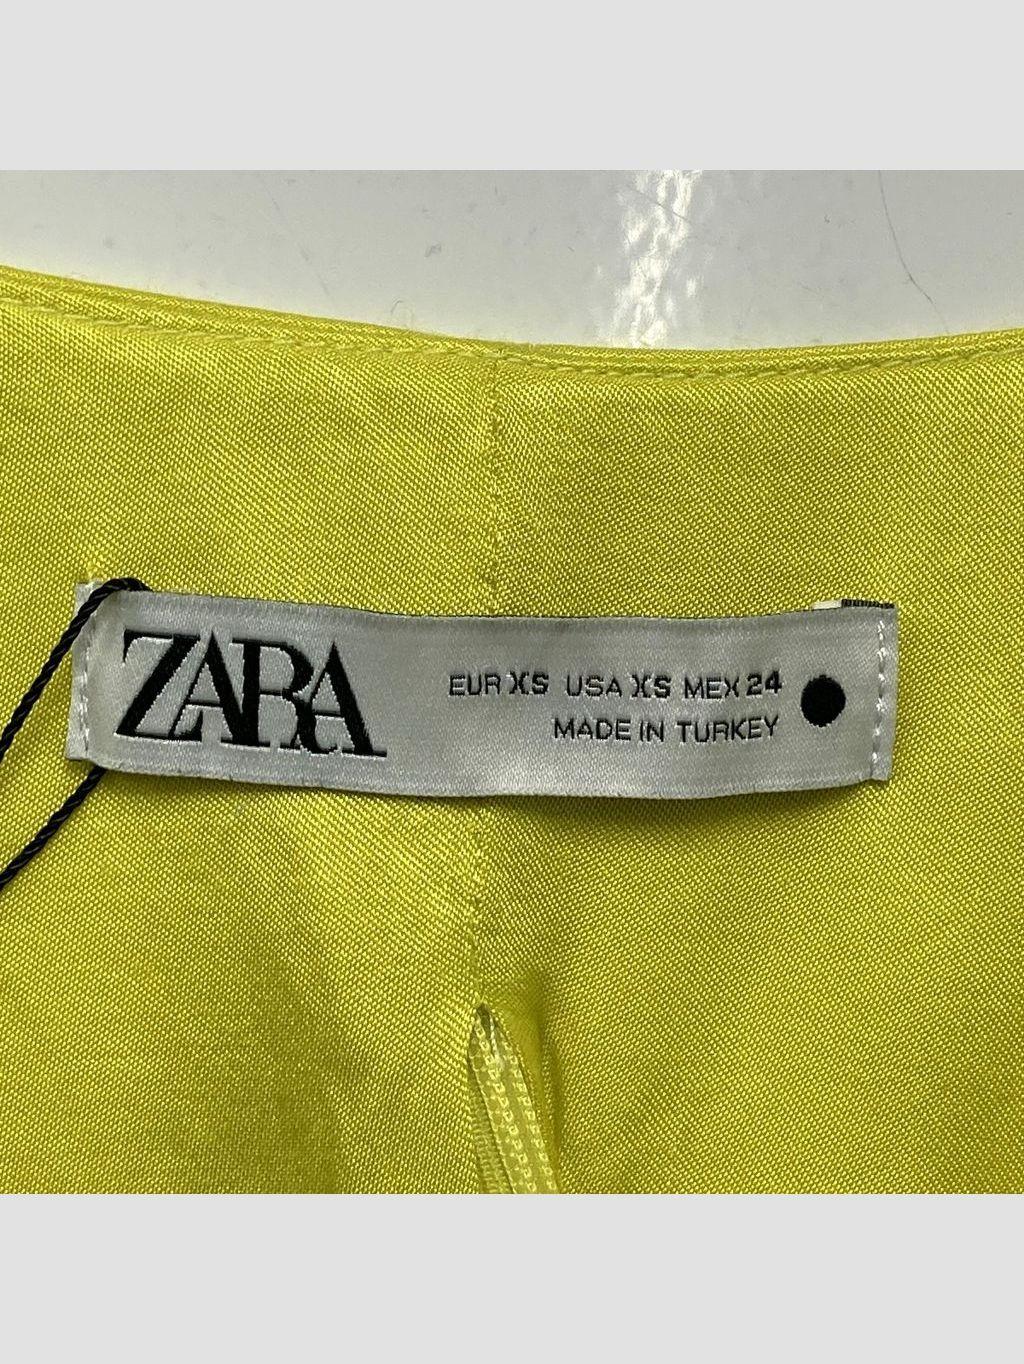 ZARA
EUR XS USA XS MEX 24
MADE IN TURKEY